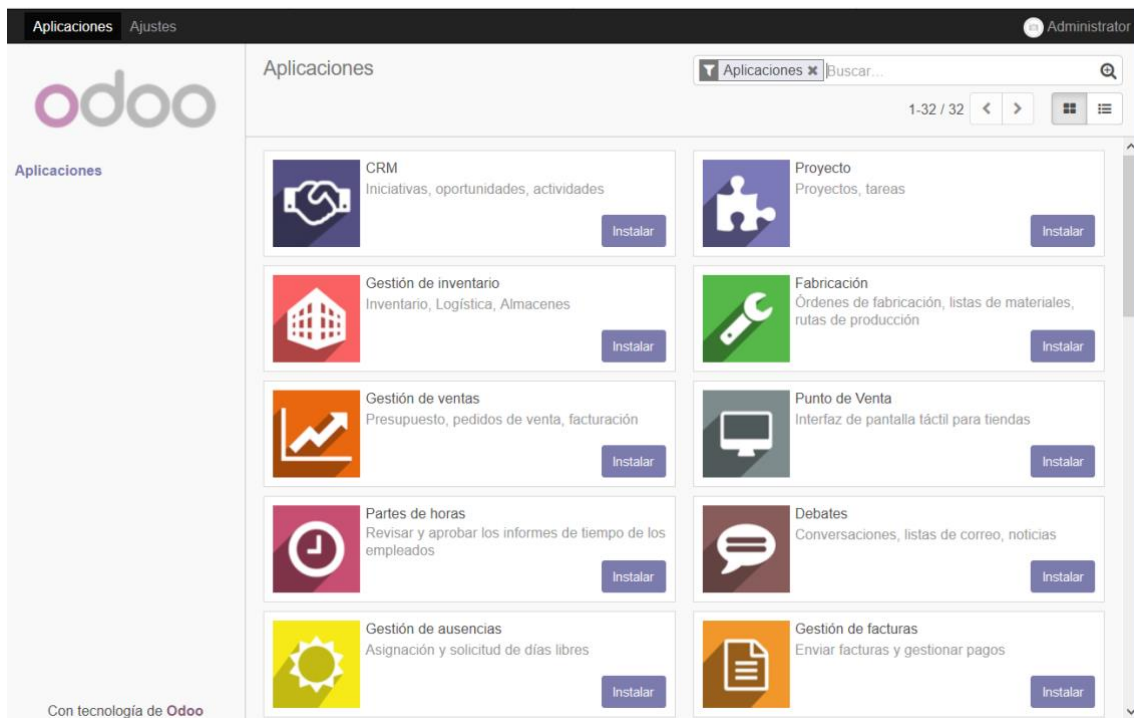 Aplicaciones Ajustes Administrator
odoo
Aplicaciones
Aplicaciones
Aplicaciones Buscar...
1-32 / 32
CRM
Iniciativas, oportunidades, actividades
Instalar
Proyecto
Proyectos, tareas
Instalar
Gestión de inventario
Inventario, Logística, Almacenes
Instalar
Fabricación
Órdenes de fabricación, listas de materiales,
rutas de producción
Instalar
Gestión de ventas
Presupuesto, pedidos de venta, facturación
Instalar
Punto de Venta
Interfaz de pantalla táctil para tiendas
Instalar
Partes de horas
Revisar y aprobar los informes de tiempo de los
empleados
Instalar
Debates
Conversaciones, listas de correo, noticias
Instalar
Gestión de ausencias
Asignación y solicitud de días libres
Instalar
Gestión de facturas
Enviar facturas y gestionar pagos
Instalar
Con tecnología de Odoo